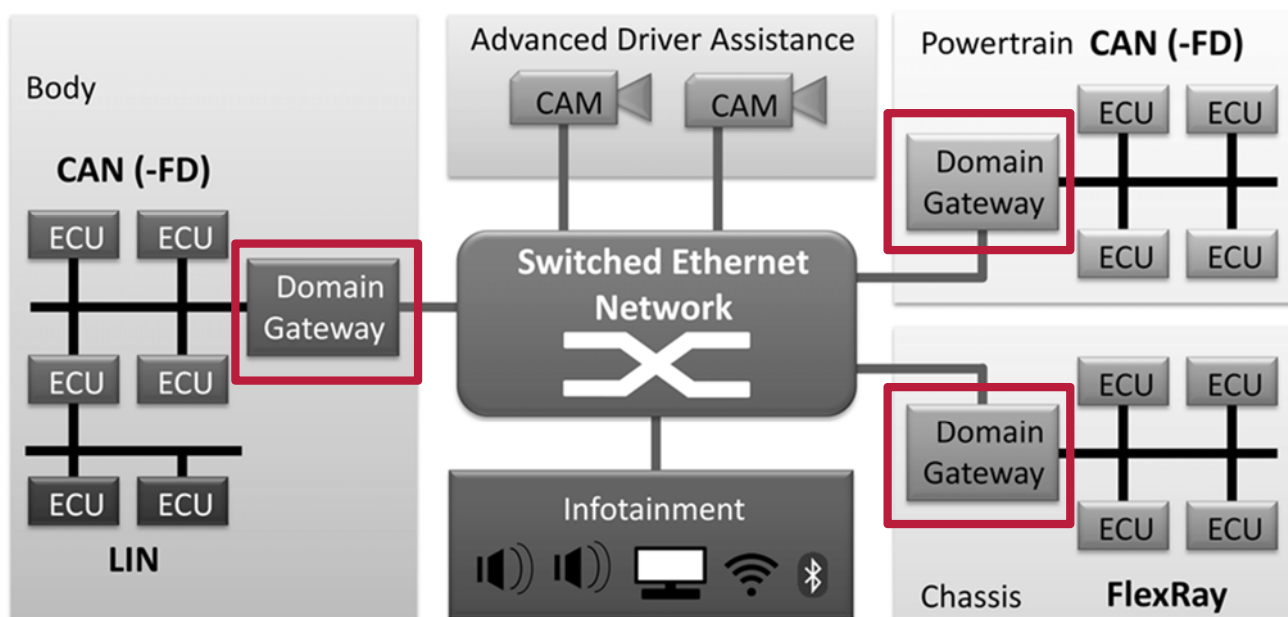 Body
CAN (-FD)
ECU ECU
Domain
Gateway
ECU ECU
ECU ECU
LIN
Advanced Driver Assistance
CAM CAM
Switched Ethernet
Network
Infotainment
Powertrain CAN (-FD)
ECU ECU
Domain
Gateway
ECU ECU
ECU ECU
Domain
Gateway
ECU ECU
Chassis FlexRay